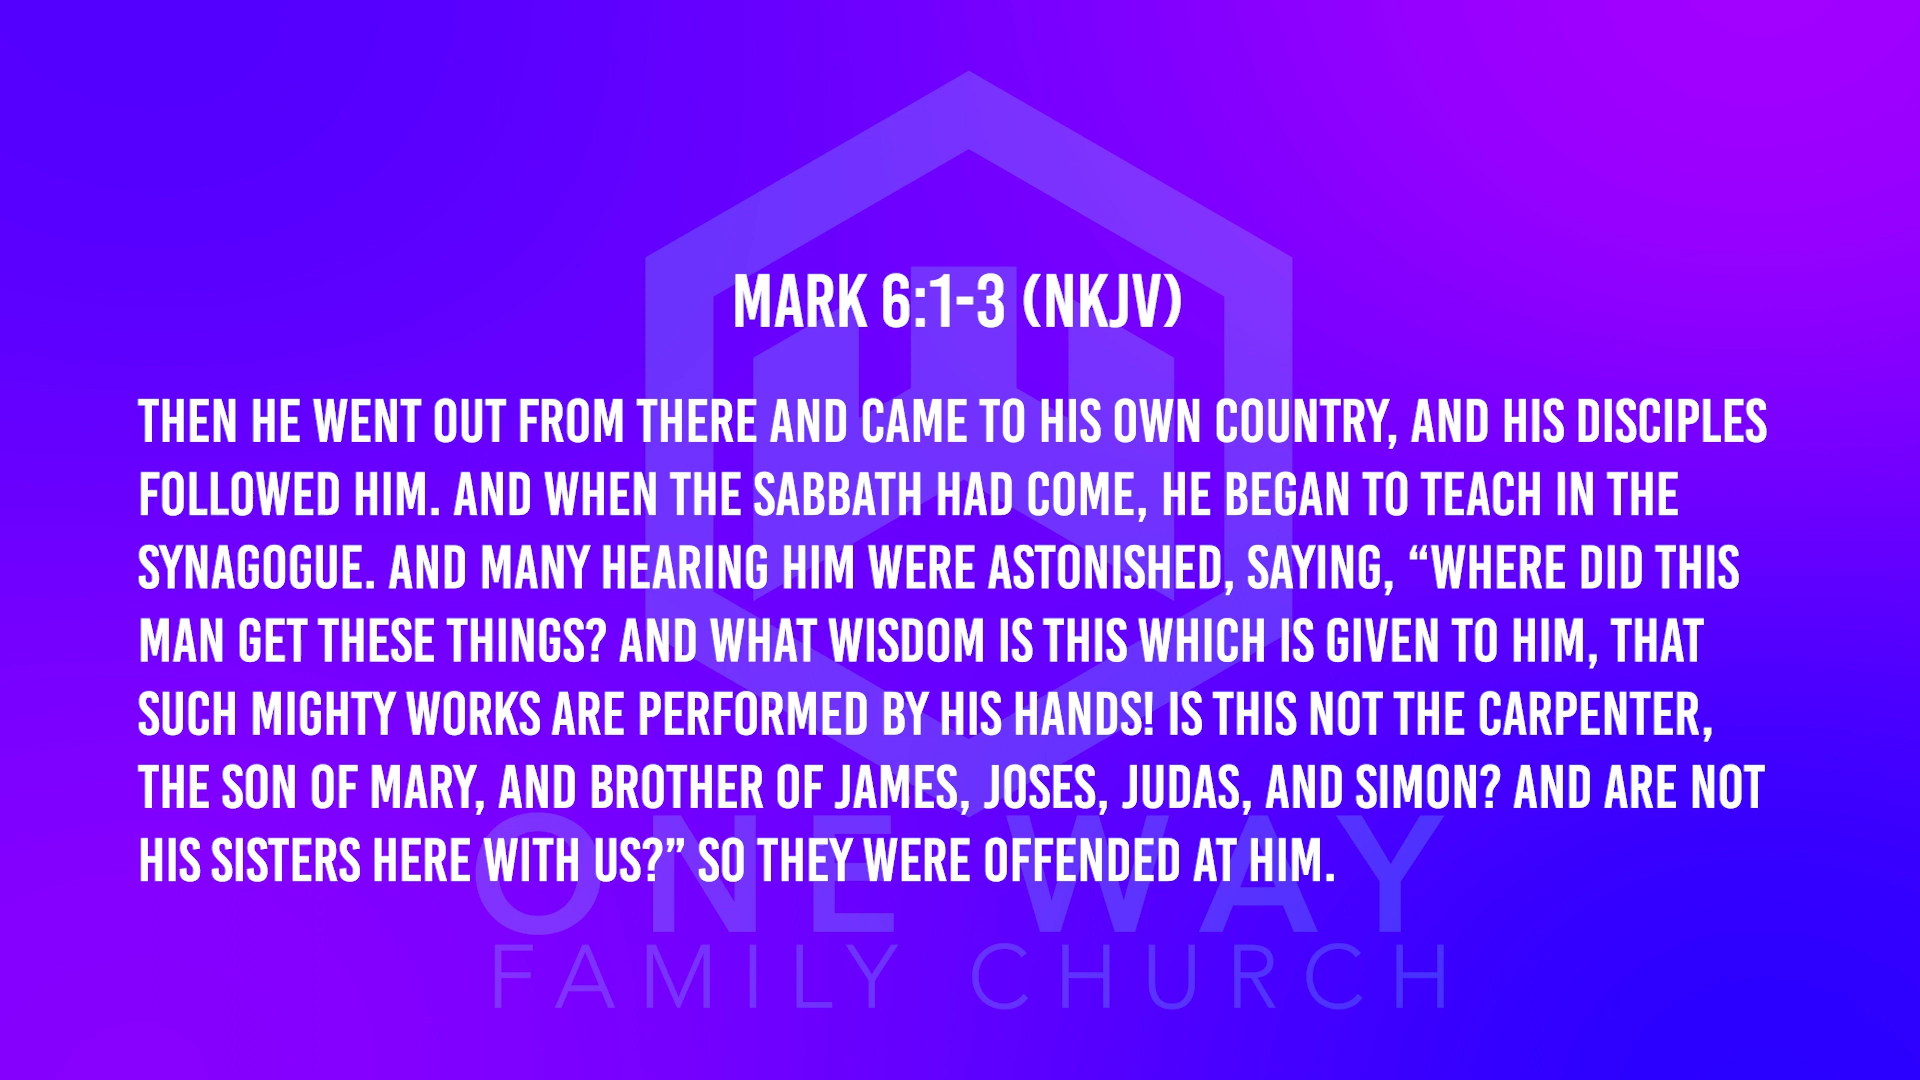 MARK 6:1-3 (NKJV)
THEN HE WENT OUT FROM THERE AND CAME TO HIS OWN COUNTRY, AND HIS DISCIPLES
FOLLOWED HIM. AND WHEN THE SABBATH HAD COME, HE BEGAN TO TEACH IN THE
SYNAGOGUE. AND MANY HEARING HIM WERE ASTONISHED, SAYING, “WHERE DID THIS
MAN GET THESE THINGS? AND WHAT WISDOM IS THIS WHICH IS GIVEN TO HIM, THAT
SUCH MIGHTY WORKS ARE PERFORMED BY HIS HANDS! IS THIS NOT THE CARPENTER,
THE SON OF MARY, AND BROTHER OF JAMES, JOSES, JUDAS, AND SIMON? AND ARE NOT
HIS SISTERS HERE WITH US?” SO THEY WERE OFFENDED AT HIM.
ONE WAY
FAMILY CHURCH